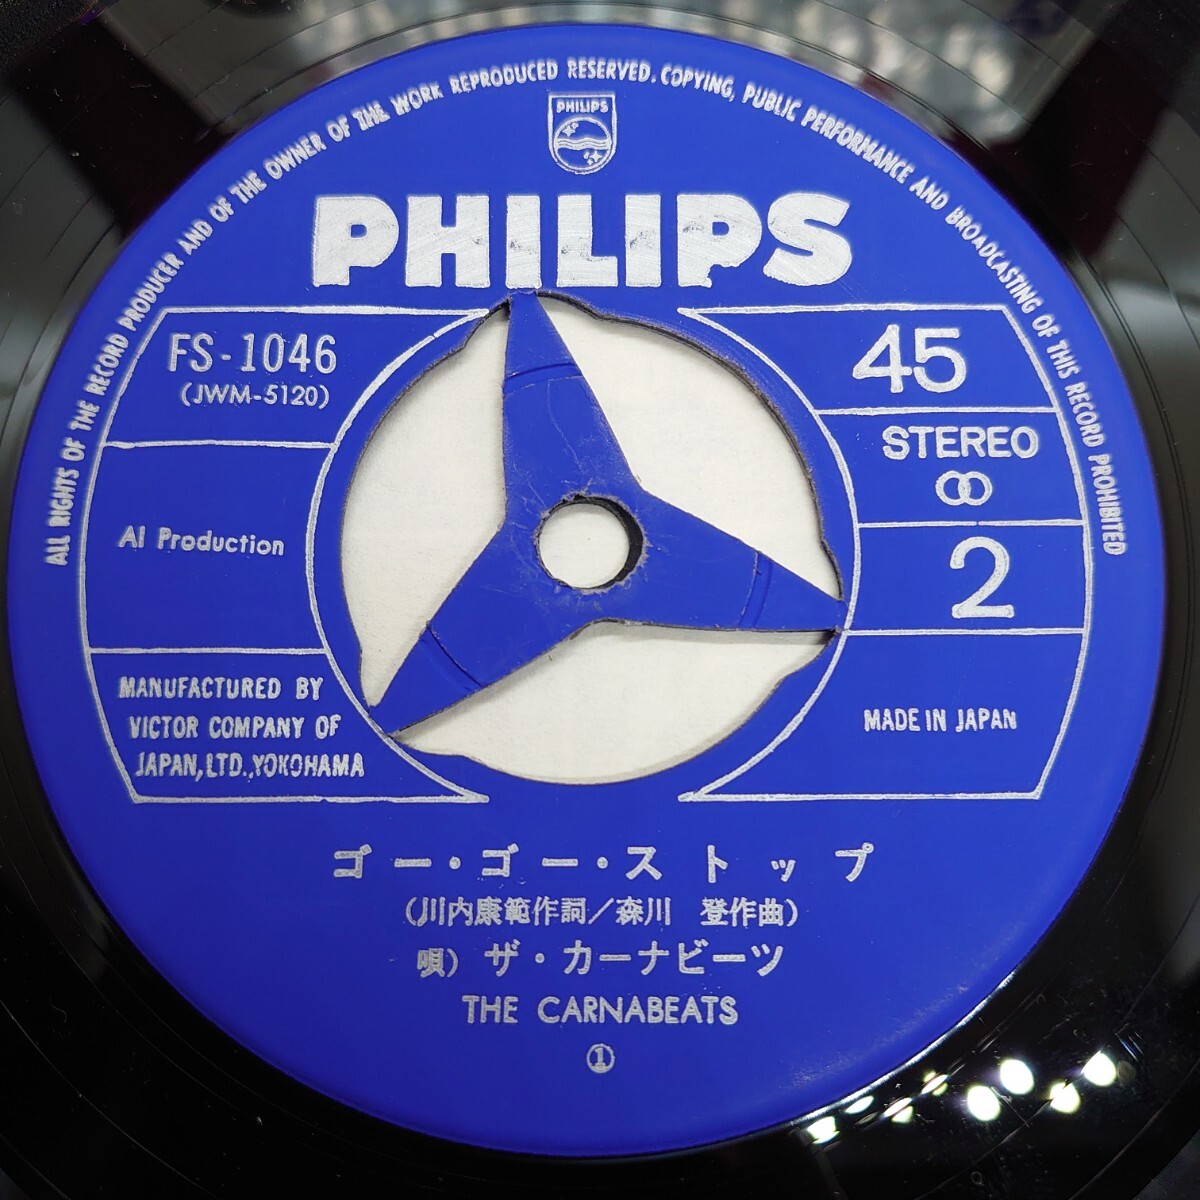 ALL RIGHTS OF THE RECORD PRODUCER AND OF THE OWNER OF THE WORK REPRODUCED RESERVED. COPYING, PUBLIC PERFORMANCE AND BROADCASTING OF THIS RECORD PROHIBITED
PHILIPS
PHILIPS
FS-1046
(JWM-5120)
AI Production
MANUFACTURED BY
VICTOR COMPANY OF
JAPAN, LTD., YOKOHAMA
45
STEREO
2
MADE IN JAPAN
ゴー・ゴー・ストップ
(川内康範作詞/森川 登作曲)
唄) ザ・カーナビーツ
THE CARNABEATS
①